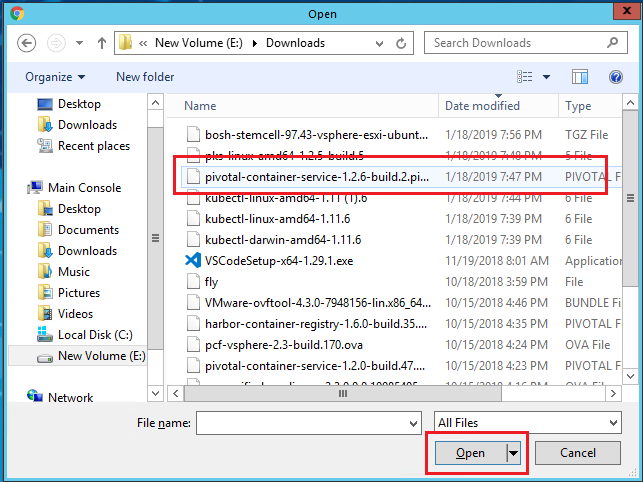 Open
« New Volume (E:) Downloads
Search Downloads
Organize New folder
Desktop
Downloads
Recent places
Main Console
Desktop
Documents
Downloads
Music
Pictures
Videos
Local Disk (C:)
New Volume (E:)
Network
Name Date modified Type
bosh-stemcell-97.43-vsphere-esxi-ubunt... 1/18/2019 7:56 PM TGZ File
pks-linux-amd64-1.2.5-build.5 1/18/2019 7:48 PM 5 File
pivotal-container-service-1.2.6-build.2.pi... 1/18/2019 7:47 PM PIVOTAL F
kubectl-linux-amd64-1.11 (1).6 1/18/2019 7:44 PM 6 File
kubectl-linux-amd64-1.11.6 1/18/2019 7:39 PM 6 File
kubectl-darwin-amd64-1.11.6 1/18/2019 7:39 PM 6 File
VSCodeSetup-x64-1.29.1.exe 11/19/2018 8:01 AM Application
fly 10/18/2018 3:59 PM File
VMware-ovftool-4.3.0-7948156-lin.x86_64... 10/15/2018 4:46 PM BUNDLE Fi
harbor-container-registry-1.6.0-build.35.... 10/15/2018 4:35 PM PIVOTAL F
pcf-vsphere-2.3-build.170.ova 10/15/2018 4:34 PM OVA File
pivotal-container-service-1.2.0-build.47.... 10/15/2018 4:23 PM PIVOTAL F
10/15/2018 4:16 PM OVA File
File name: All Files
Open Cancel